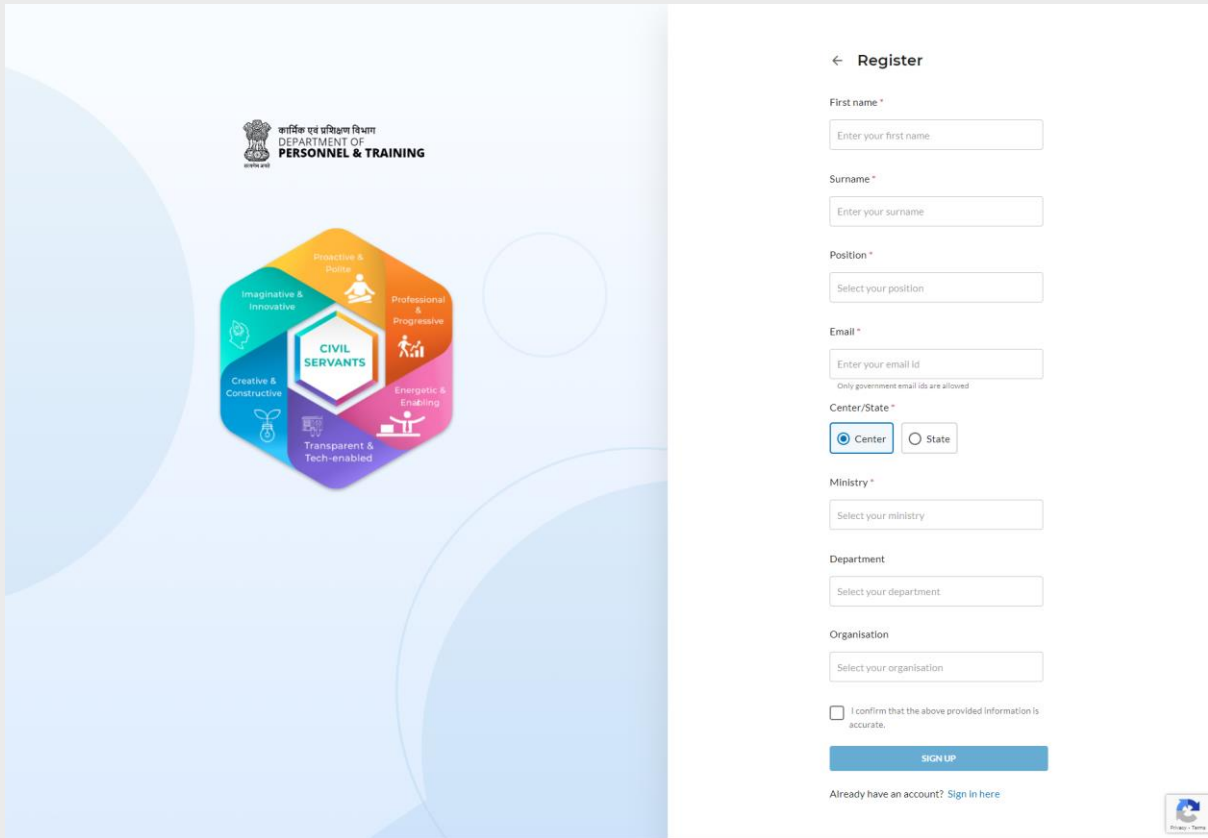 कार्मिक एवं प्रशिक्षण विभाग
DEPARTMENT OF
PERSONNEL & TRAINING
सत्यमेव जयते
Proactive &
Polite
Imaginative &
Innovative
Professional
&
Progressive
CIVIL
SERVANTS
Creative &
Constructive
Energetic &
Enabling
Transparent &
Tech-enabled
← Register
First name *
Enter your first name
Surname *
Enter your surname
Position *
Select your position
Email *
Enter your email id
Only government email ids are allowed
Center/State *
Center
State
Ministry *
Select your ministry
Department
Select your department
Organisation
Select your organisation
I confirm that the above provided information is
accurate.
SIGN UP
Already have an account? Sign in here
Privacy - Terms